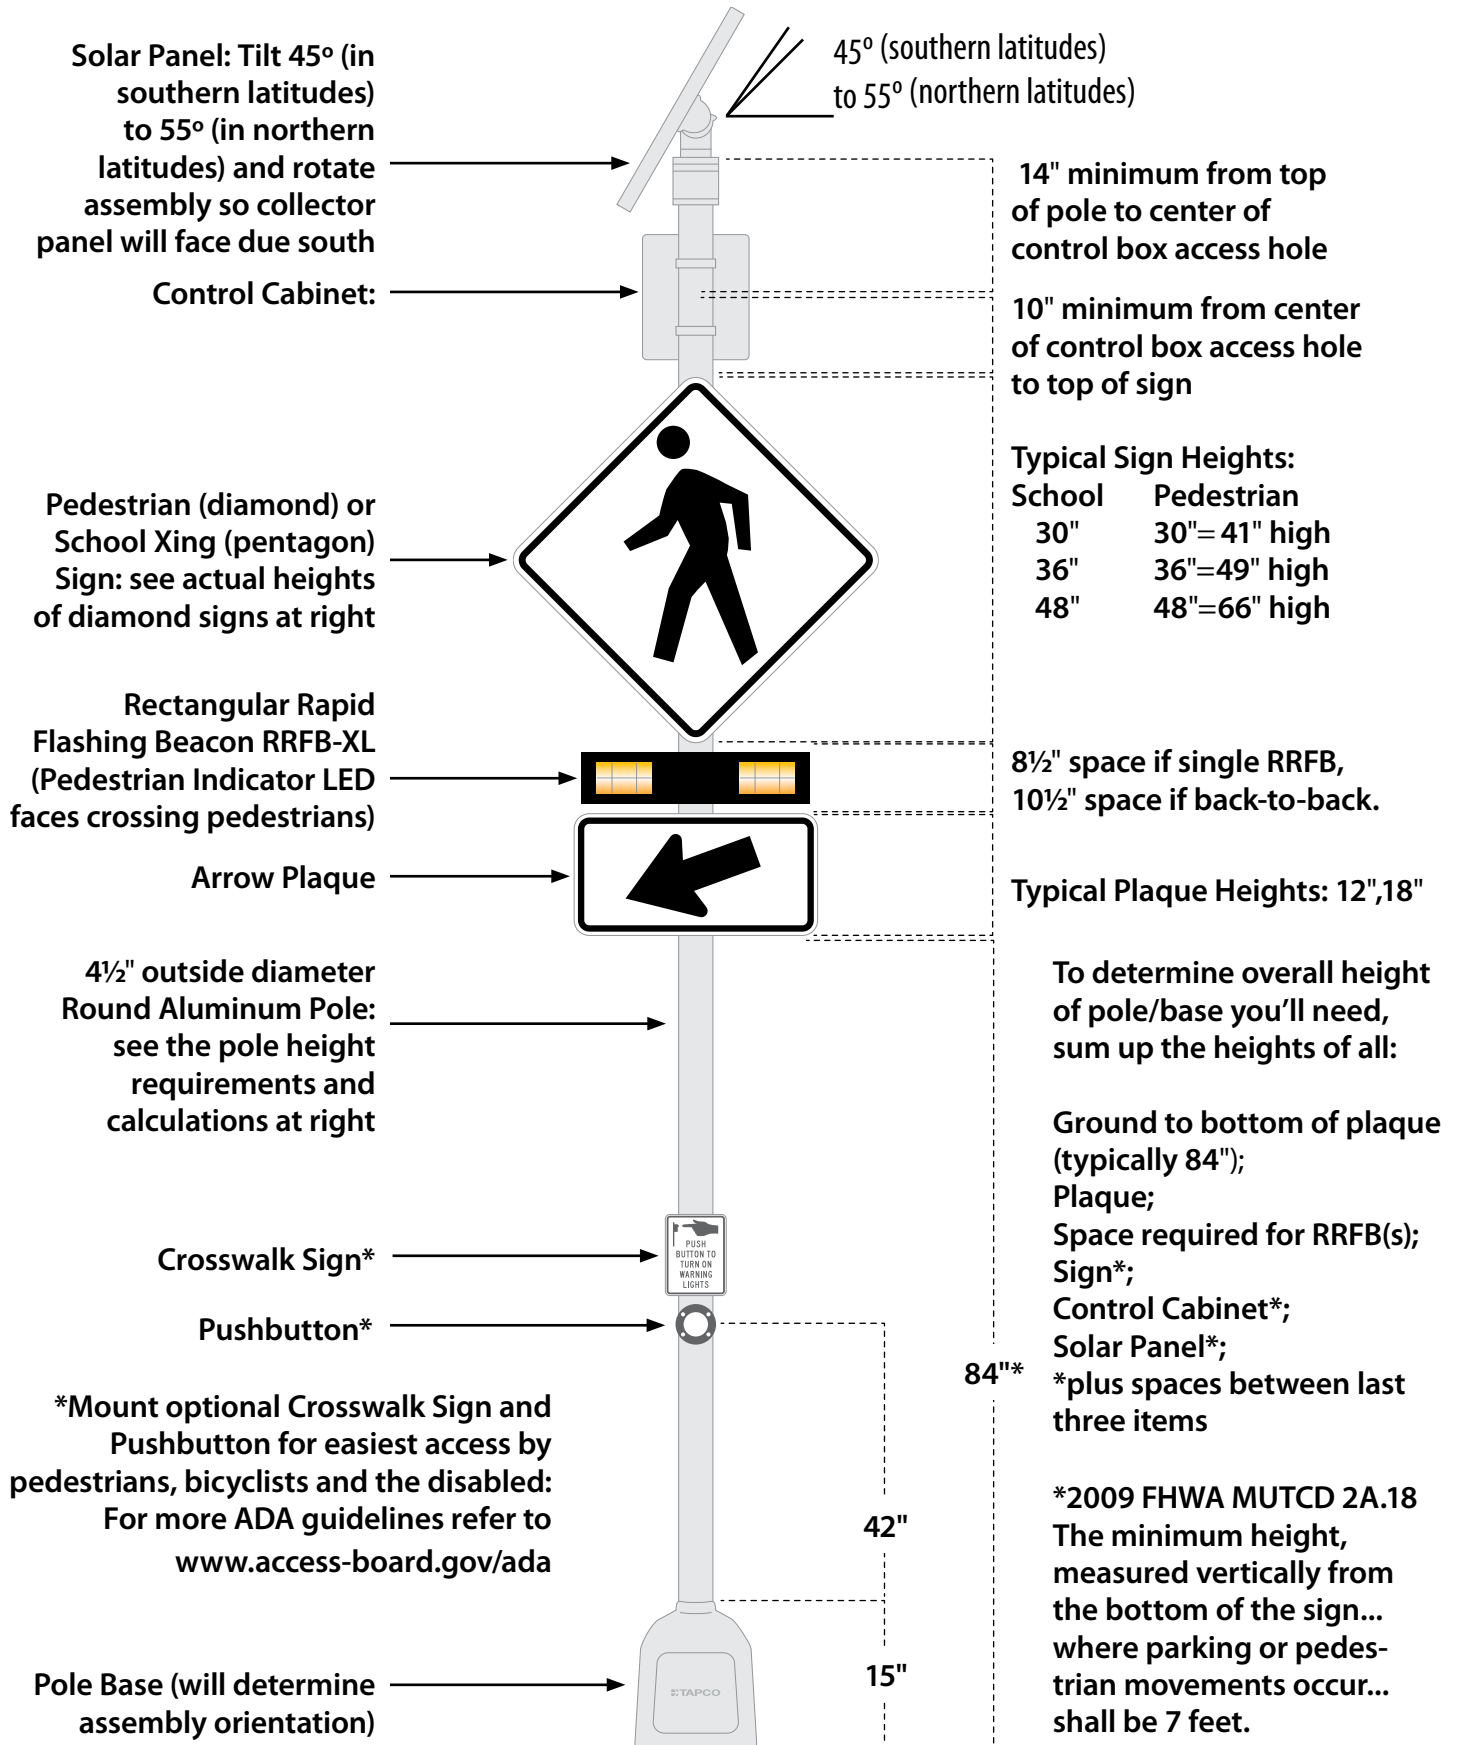 Solar Panel: Tilt 45º (in
southern latitudes)
to 55º (in northern
latitudes) and rotate
assembly so collector
panel will face due south
Control Cabinet:
Pedestrian (diamond) or
School Xing (pentagon)
Sign: see actual heights
of diamond signs at right
Rectangular Rapid
Flashing Beacon RRFB-XL
(Pedestrian Indicator LED
faces crossing pedestrians)
Arrow Plaque
4½" outside diameter
Round Aluminum Pole:
see the pole height
requirements and
calculations at right
Crosswalk Sign*
Pushbutton*
*Mount optional Crosswalk Sign and
Pushbutton for easiest access by
pedestrians, bicyclists and the disabled:
For more ADA guidelines refer to
www.access-board.gov/ada
Pole Base (will determine
assembly orientation)
PUSH
BUTTON TO
TURN ON
WARNING
LIGHTS
TAPCO
45º (southern latitudes)
to 55º (northern latitudes)
14" minimum from top
of pole to center of
control box access hole
10" minimum from center
of control box access hole
to top of sign
Typical Sign Heights:
School Pedestrian
30" 30"= 41" high
36" 36"=49" high
48" 48"=66" high
8½" space if single RRFB,
10½" space if back-to-back.
Typical Plaque Heights: 12",18"
84"*
42"
15"
To determine overall height
of pole/base you’ll need,
sum up the heights of all:
Ground to bottom of plaque
(typically 84");
Plaque;
Space required for RRFB(s);
Sign*;
Control Cabinet*;
Solar Panel*;
*plus spaces between last
three items
*2009 FHWA MUTCD 2A.18
The minimum height,
measured vertically from
the bottom of the sign...
where parking or pedes-
trian movements occur...
shall be 7 feet.